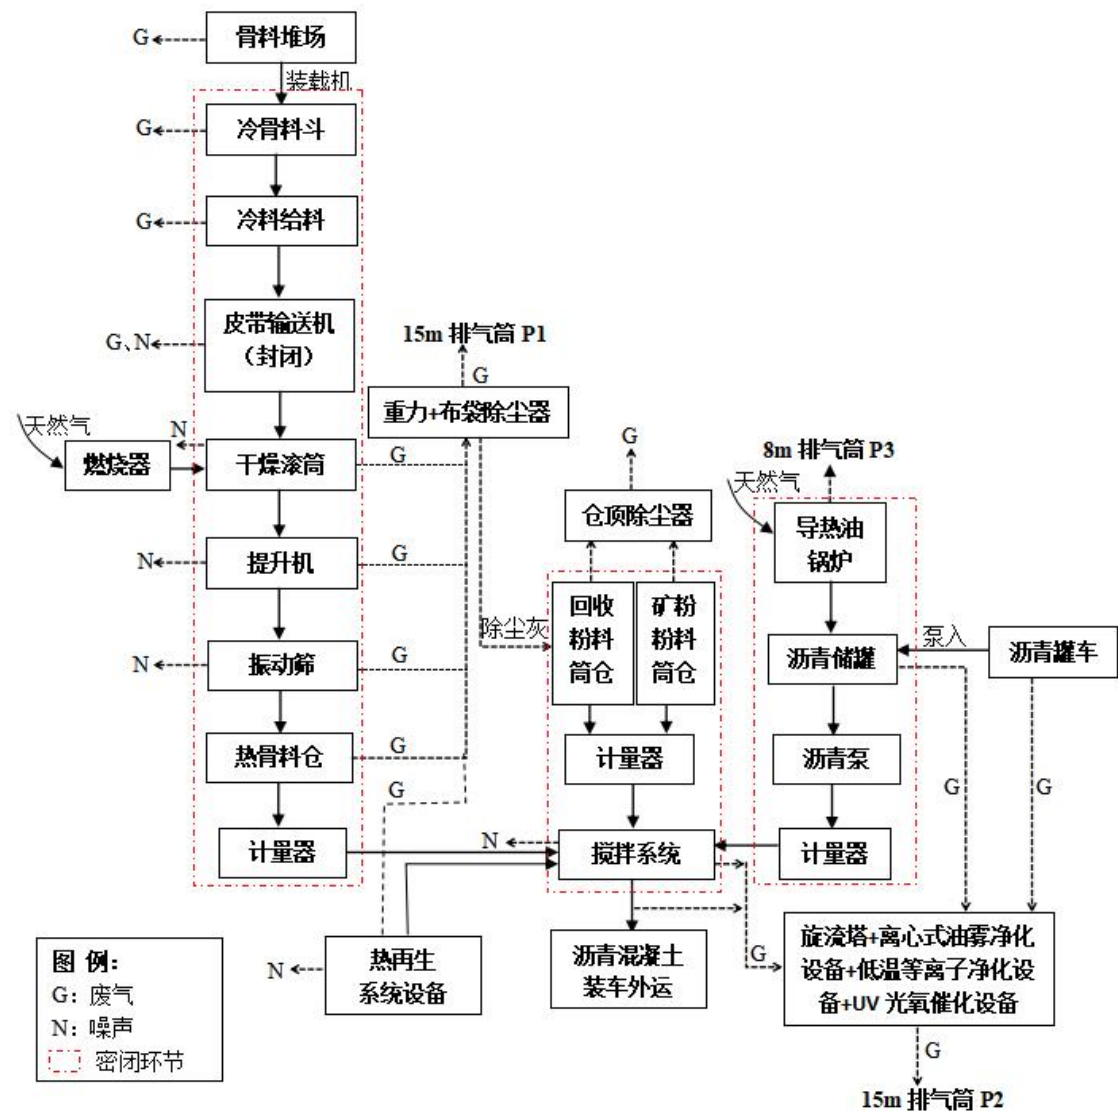 骨料堆场
G
装载机
冷骨料斗
G
冷料给料
G
皮带输送机
（封闭）
G、N
15m 排气筒 P1
G
重力+布袋除尘器
天然气
燃烧器
N
干燥滚筒
G
G
仓顶除尘器
8m 排气筒 P3
天然气
导热油
锅炉
N
提升机
G
除尘灰
回收
粉料
筒仓
矿粉
粉料
筒仓
沥青储罐
泵入
沥青罐车
N
振动筛
G
热骨料仓
G
计量器
沥青泵
G
G
G
计量器
N
搅拌系统
计量器
热再生
系统设备
N
沥青混凝土
装车外运
G
旋流塔+离心式油雾净化
设备+低温等离子净化设
备+UV 光氧催化设备
G
15m 排气筒 P2
图 例：
G：废气
N：噪声
密闭环节